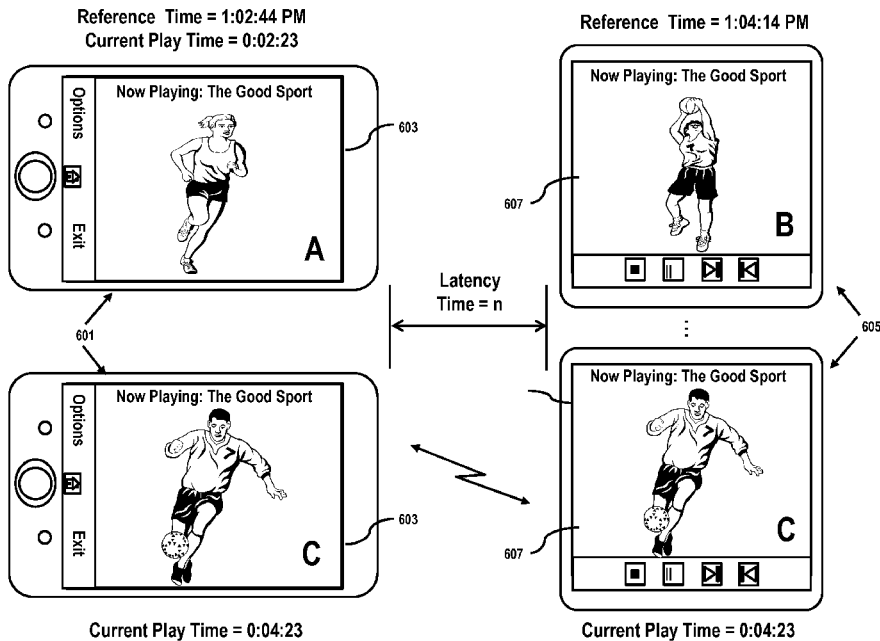 Reference Time = 1:02:44 PM
Current Play Time = 0:02:23
Reference Time = 1:04:14 PM
Now Playing: The Good Sport
Options
Exit
A
603
Now Playing: The Good Sport
607
B
Latency
Time = n
601
605
Now Playing: The Good Sport
Options
Exit
7
C
603
Now Playing: The Good Sport
7
C
607
Current Play Time = 0:04:23
Current Play Time = 0:04:23